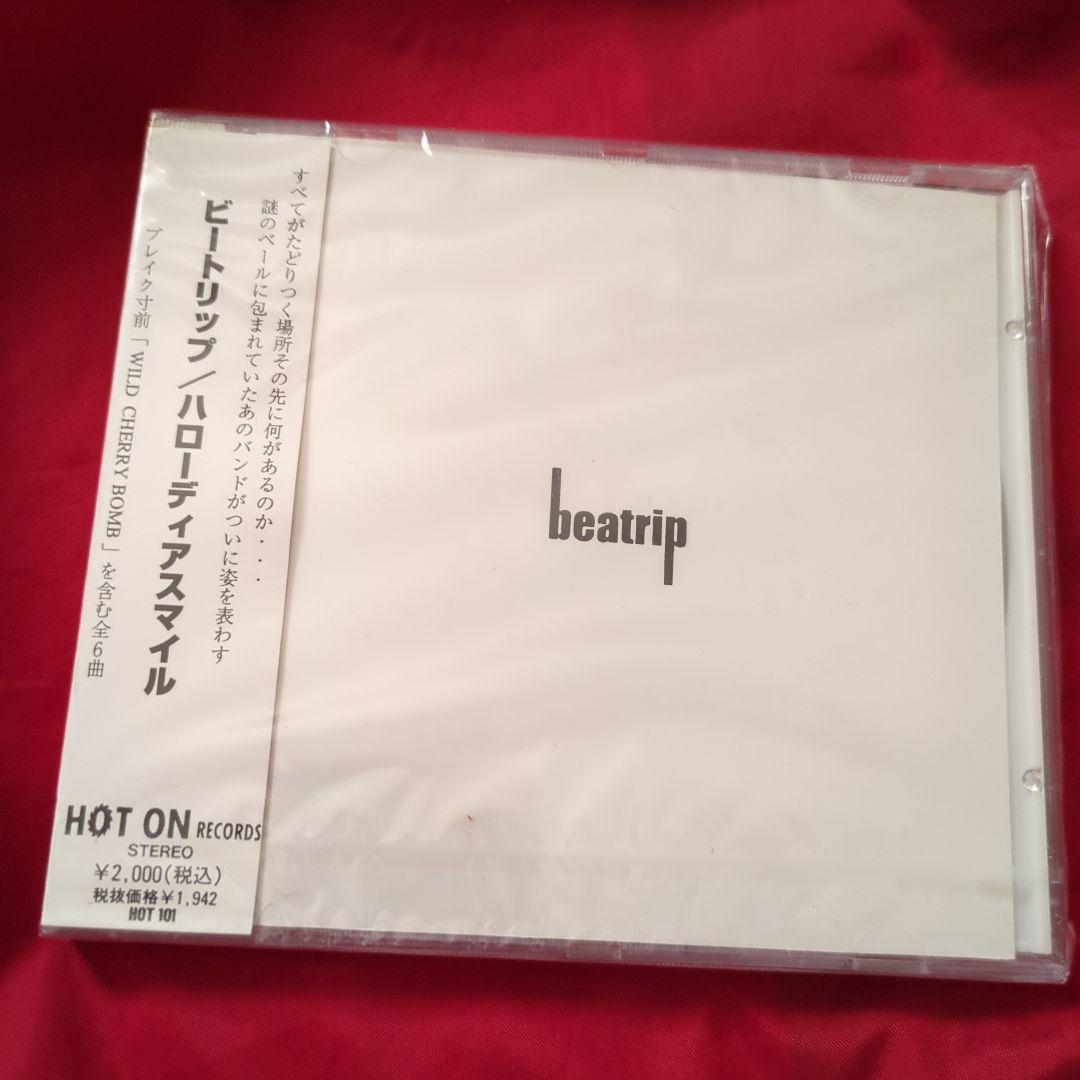 すべてがたどりつく場所その先に何があるのか・・・
謎のベールに包まれていたあのバンドがついに姿を表わす
ビートリップ／ハローディアスマイル
ブレイク寸前「WILD CHERRY BOMB」を含む全6曲
HOT ON RECORDS
STEREO
￥2,000(税込)
税抜価格￥1,942
HOT 101
beatrip